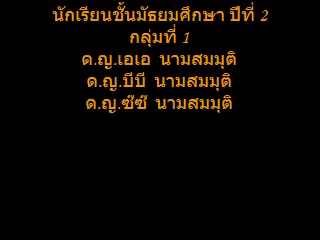 นักเรียนชั้นมัธยมศึกษา ปีที่ 2
กลุ่มที่ 1
ด.ญ.เอเอ นามสมมุติ
ด.ญ.บีบี นามสมมุติ
ด.ญ.ซ๊ซ๊ นามสมมุติ